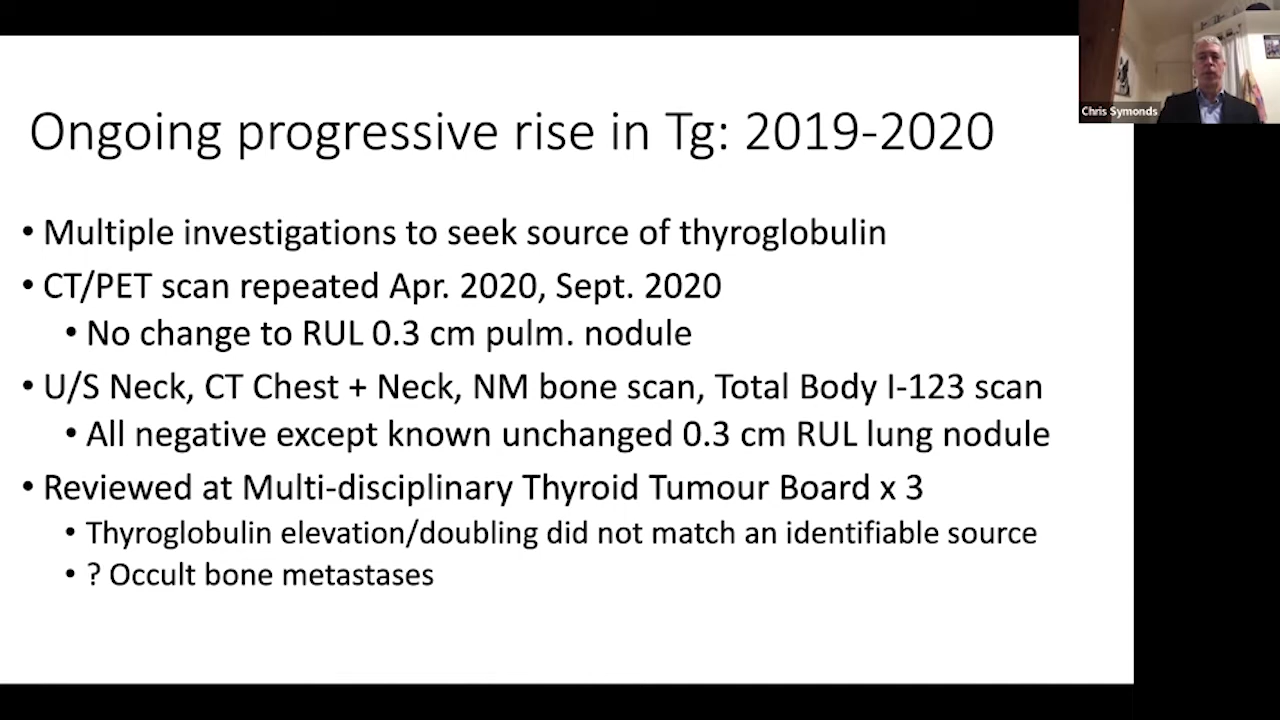 Ongoing progressive rise in Tg: 2019-2020
• Multiple investigations to seek source of thyroglobulin
• CT/PET scan repeated Apr. 2020, Sept. 2020
• No change to RUL 0.3 cm pulm. nodule
• U/S Neck, CT Chest + Neck, NM bone scan, Total Body I-123 scan
• All negative except known unchanged 0.3 cm RUL lung nodule
• Reviewed at Multi-disciplinary Thyroid Tumour Board x 3
• Thyroglobulin elevation/doubling did not match an identifiable source
• ? Occult bone metastases
Chris Symonds